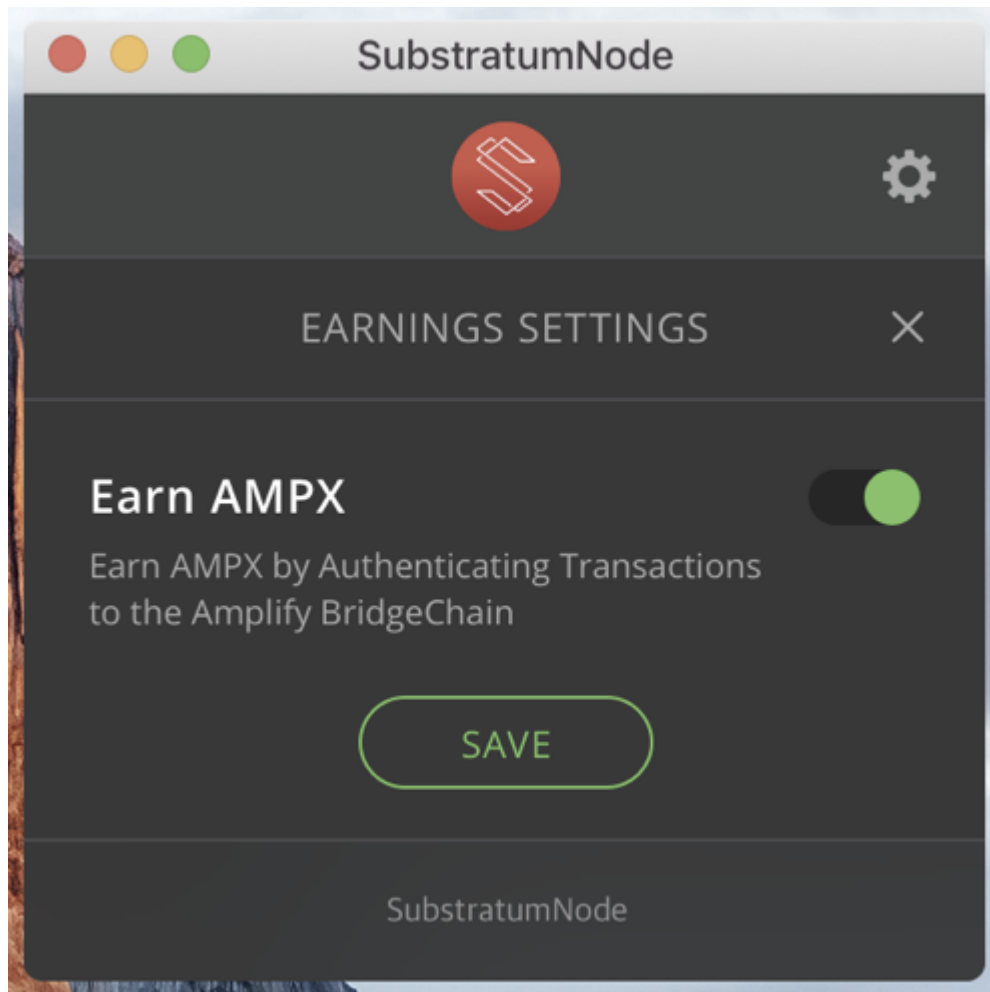 SubstratumNode
EARNINGS SETTINGS
Earn AMPX
Earn AMPX by Authenticating Transactions
to the Amplify BridgeChain
SAVE
SubstratumNode